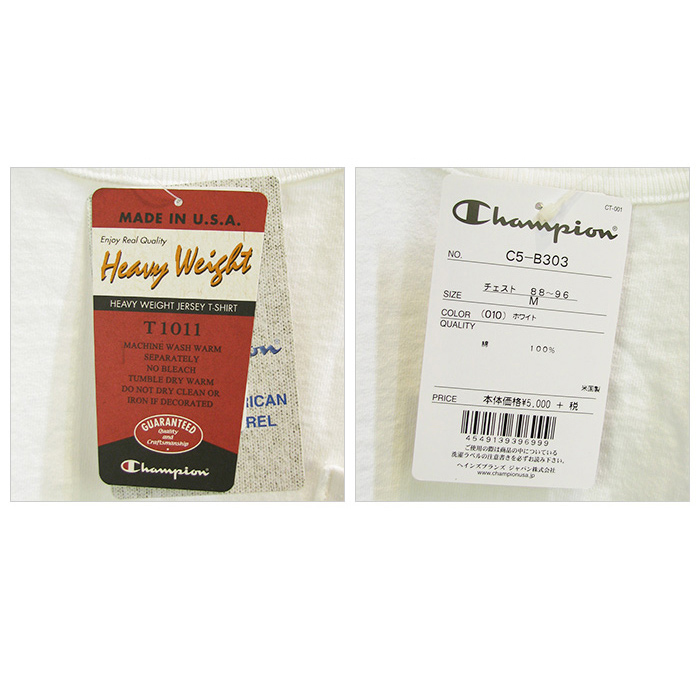 MADE IN U.S.A.
Enjoy Real Quality
Heavy Weight
HEAVY WEIGHT JERSEY T-SHIRT
T1011
MACHINE WASH WARM
SEPARATELY
NO BLEACH
TUMBLE DRY WARM
DO NOT DRY CLEAN OR
IRON IF DECORATED
GUARANTEED
Quality
and
Craftsmanship
Champion
CT-001
Champion
NO. C5-B303
チェスト 88~96
SIZE M
COLOR (010) ホワイト
QUALITY
綿 100%
米国製
PRICE 本体価格¥5,000 + 税
4549139396999
ご使用の際は商品の中についている
洗濯ラベルの注意書きを必ずお読み下さい。
ヘインズブランズ ジャパン株式会社
www.championusa.jp